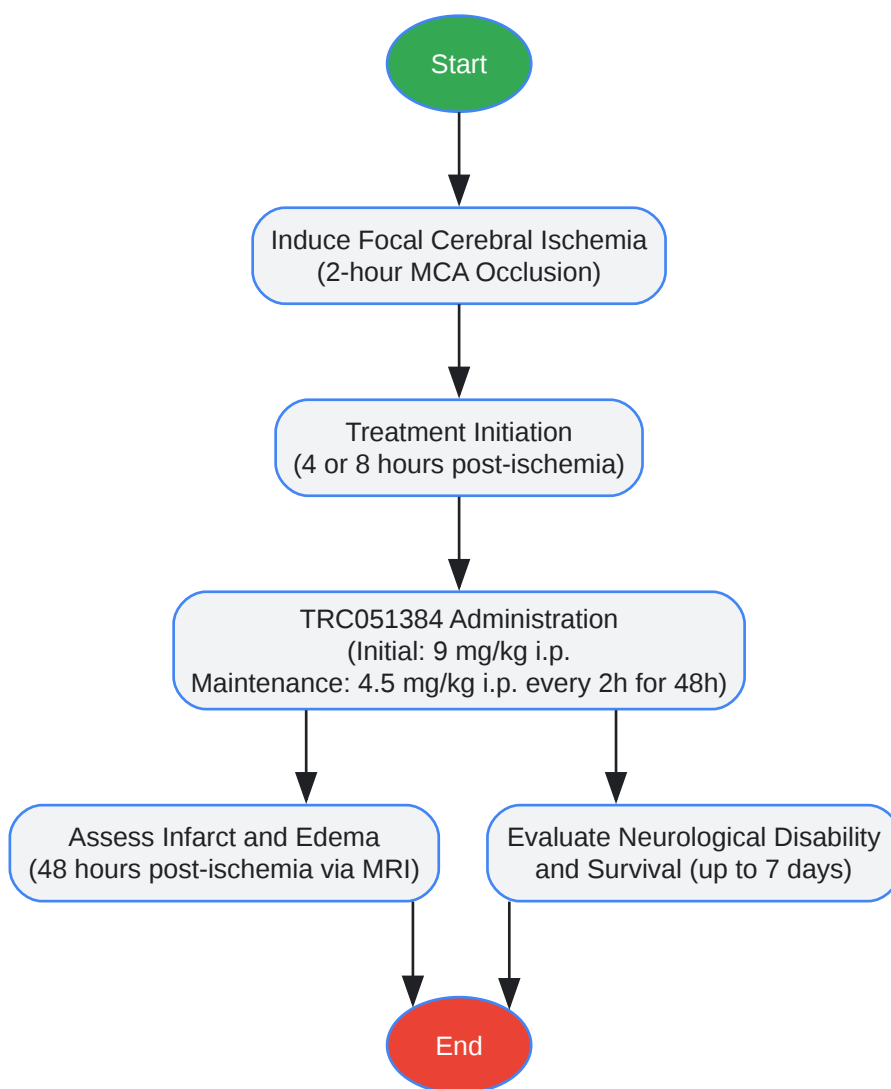 Start
Induce Focal Cerebral Ischemia
(2-hour MCA Occlusion)
Treatment Initiation
(4 or 8 hours post-ischemia)
TRC051384 Administration
(Initial: 9 mg/kg i.p.
Maintenance: 4.5 mg/kg i.p. every 2h for 48h)
Assess Infarct and Edema
(48 hours post-ischemia via MRI)
Evaluate Neurological Disability
and Survival (up to 7 days)
End